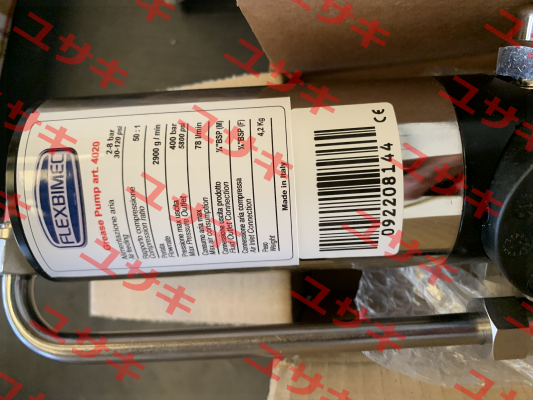 FLEXBIMEC
Grease Pump art. 4020
Alimentazione aria
Air feeding
2-8 bar
30-120 psi
Rapporto compressione
Compression ratio
50 : 1
Portata
Flow rate
2900 g / min
Pressione max uscita
Max Pressure Outlet
400 bar
5800 psi
Consumo aria max
Max air consumption
78 l/min
Connessione uscita prodotto
Fluid Outlet Connection
¼"BSP (M)
Connessione aria compressa
Air inlet Connection
¼"BSP (F)
Peso
Weight
4,2 Kg
Made in Italy
092208144
CE
ユサキ